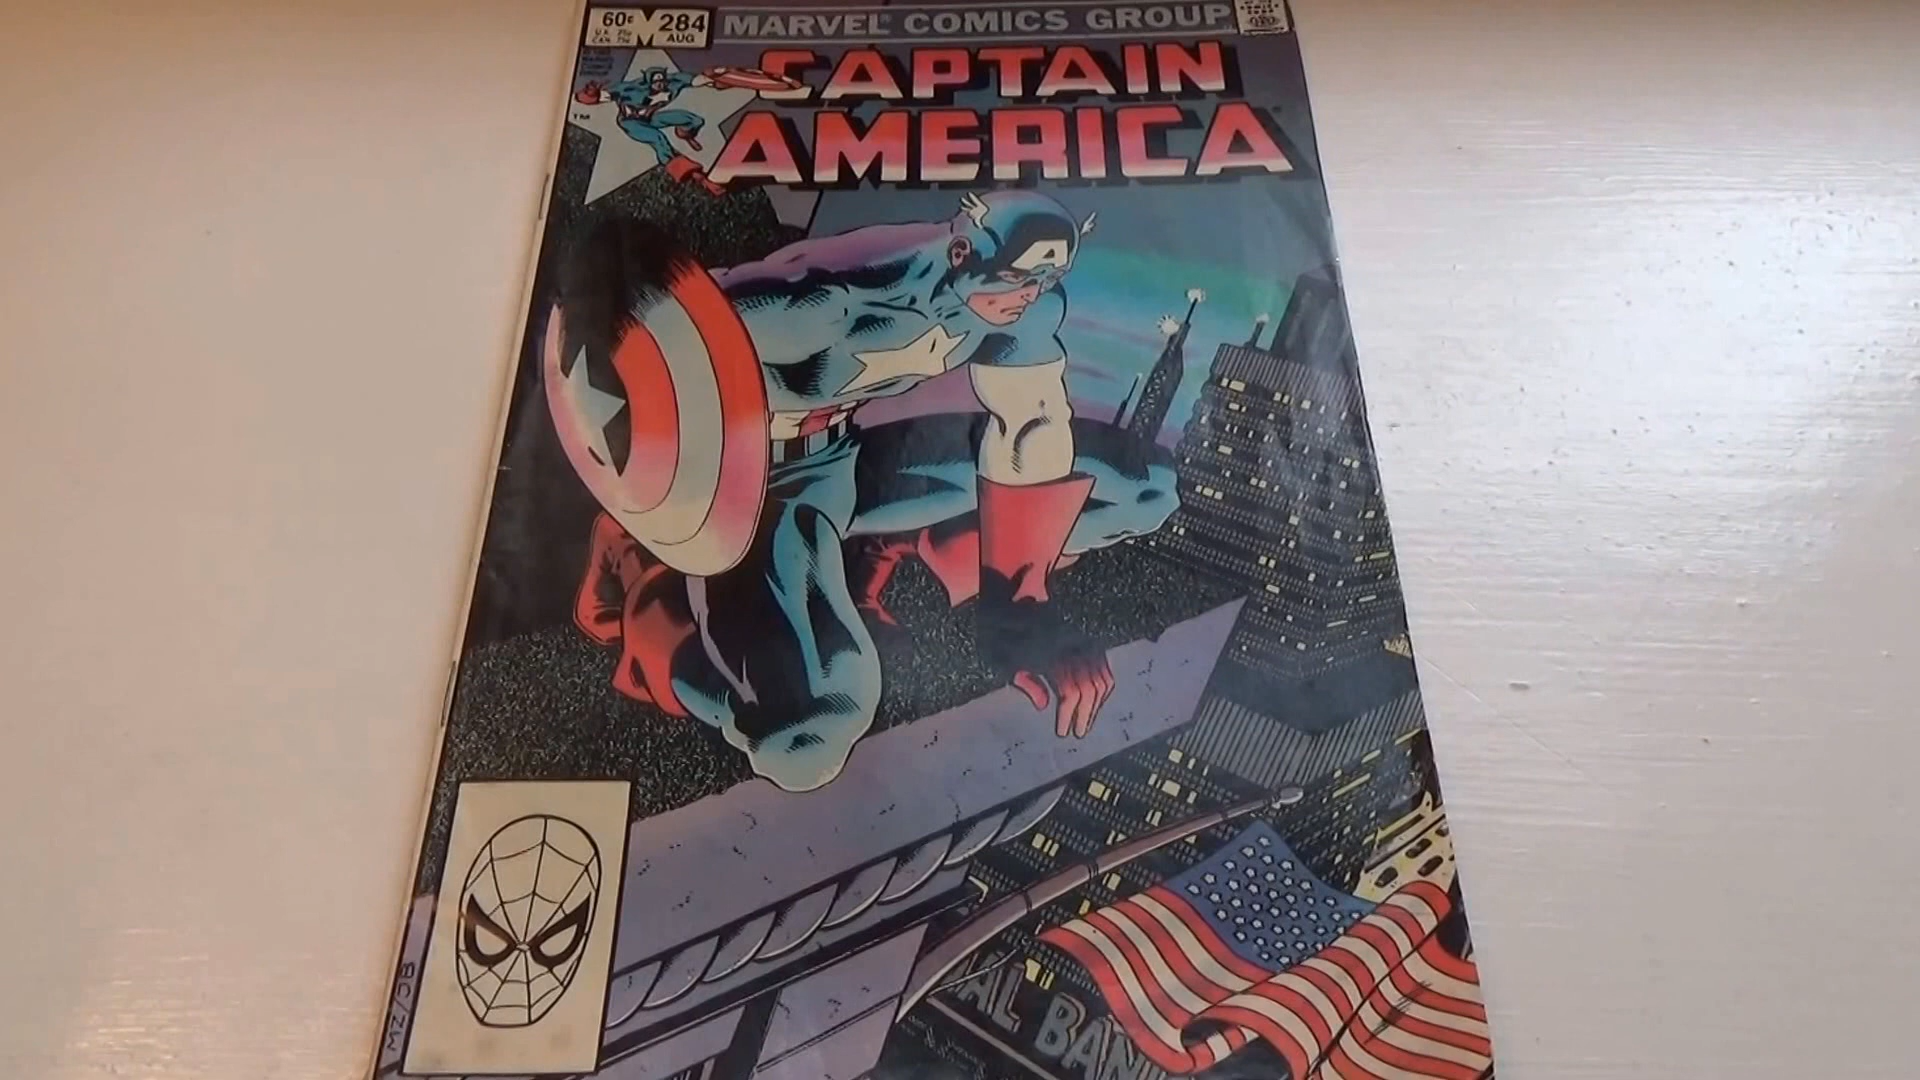 60¢ M 284 MARVEL® COMICS GROUP
AUG
CAPTAIN
AMERICA
TM
A
MZ/JB
AL BAN